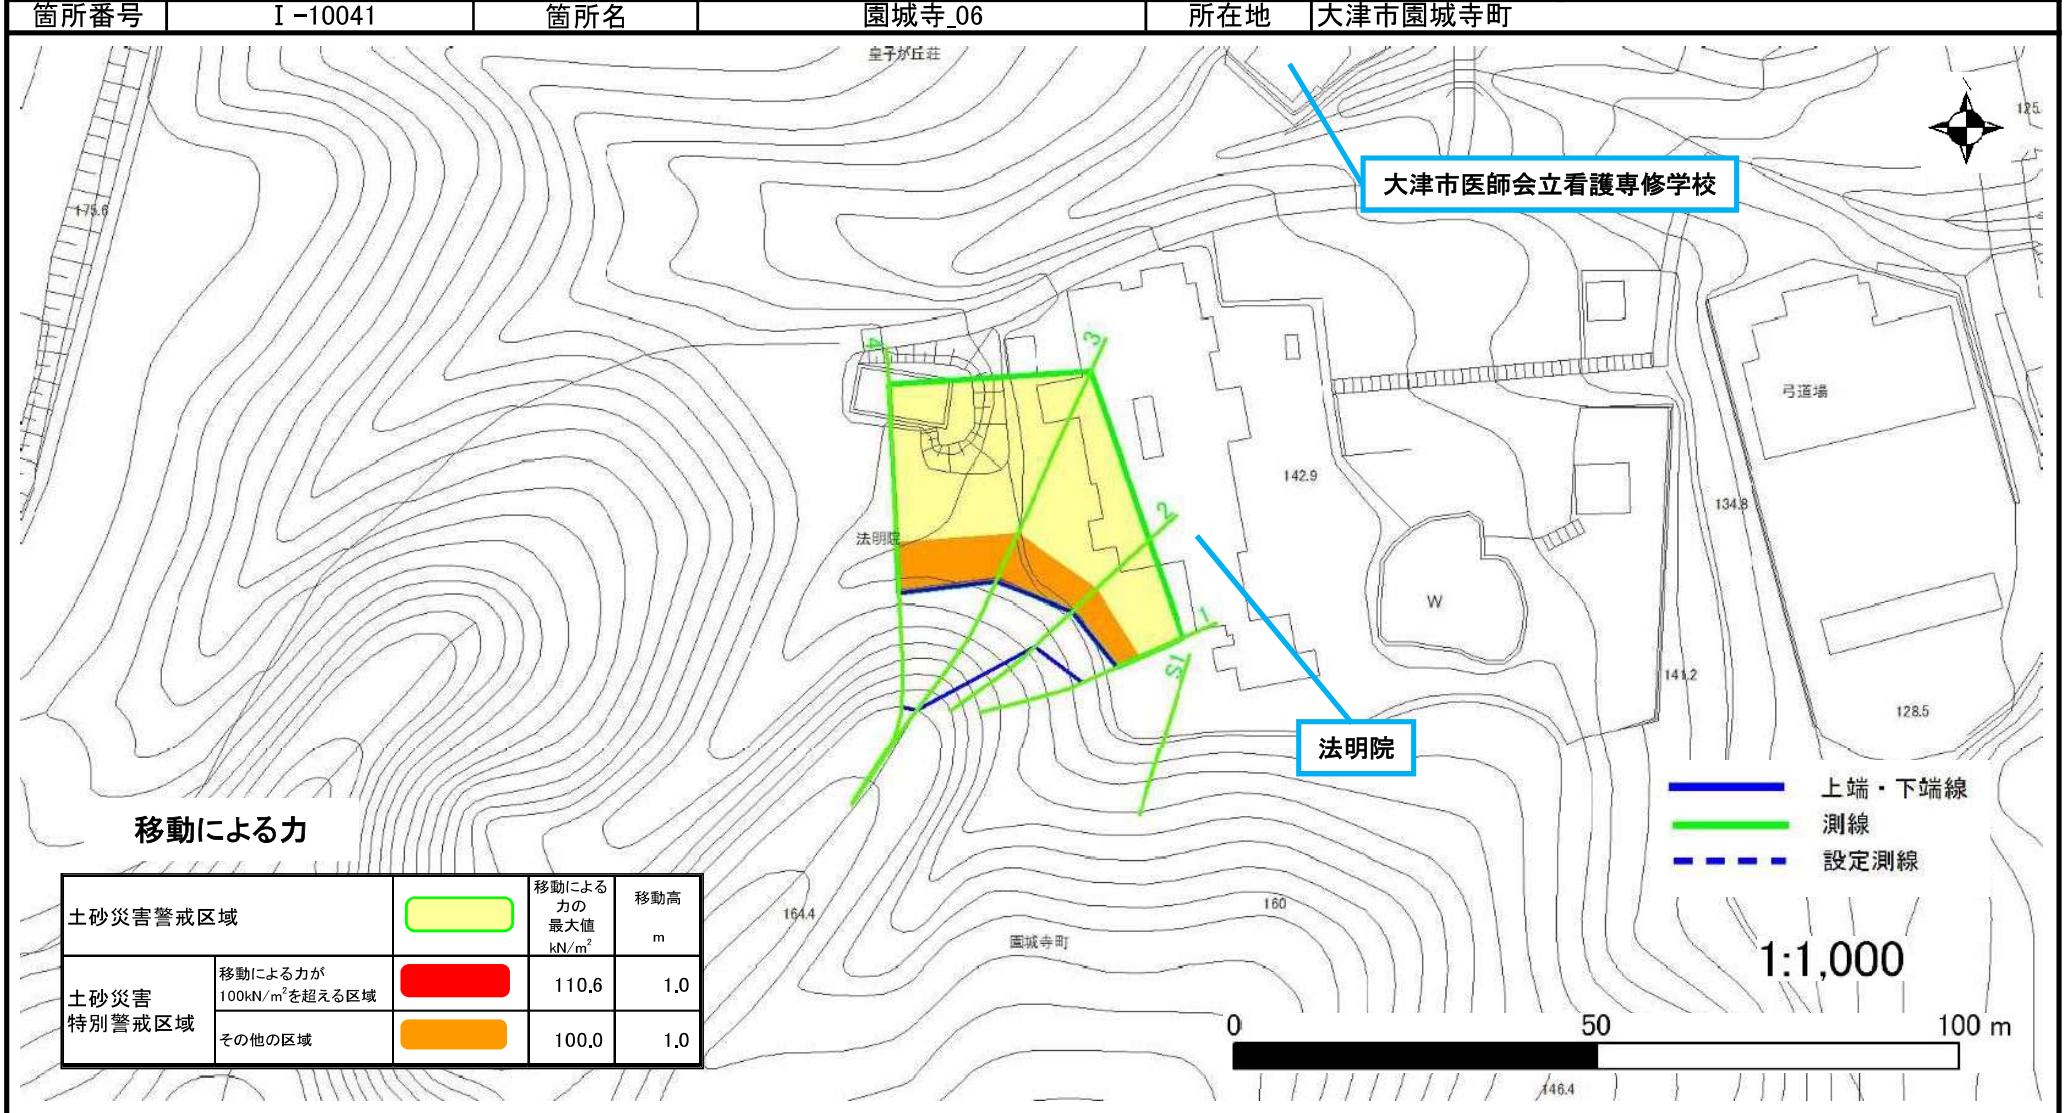 箇所番号 Ⅰ-10041 箇所名 園城寺_06 所在地 大津市園城寺町
皇子が丘荘
125.
大津市医師会立看護専修学校
175.6
4
3
弓道場
142.9
2
134.8
法明院
W
1
S1
141.2
128.5
法明院
上端・下端線
測線
設定測線
移動による力
土砂災害警戒区域
移動による
力の
最大値
kN/m²
移動高
m
土砂災害
特別警戒区域
移動による力が
100kN/m²を超える区域
110.6 1.0
その他の区域
100.0 1.0
164.4
160
園城寺町
1:1,000
0 50 100 m
146.4